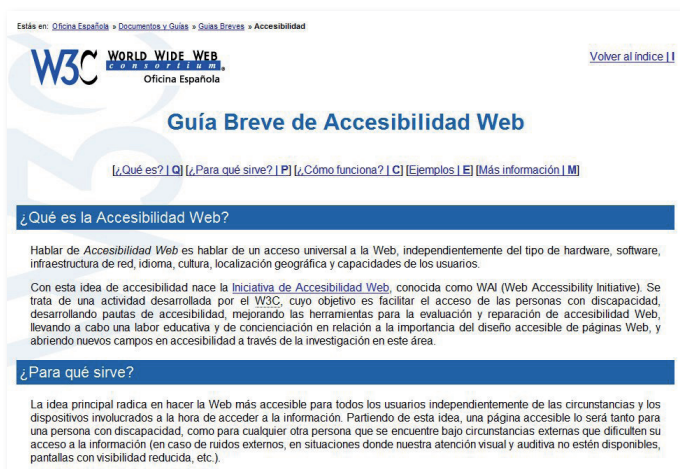 Estás en: Oficina Española » Documentos y Guías » Guías Breves » Accesibilidad
W3C WORLD WIDE WEB
consortium
Oficina Española
Volver al índice | I
Guía Breve de Accesibilidad Web
[¿Qué es? | Q] [¿Para qué sirve? | P] [¿Cómo funciona? | C] [Ejemplos | E] [Más información | M]
¿Qué es la Accesibilidad Web?
Hablar de Accesibilidad Web es hablar de un acceso universal a la Web, independientemente del tipo de hardware, software,
infraestructura de red, idioma, cultura, localización geográfica y capacidades de los usuarios.
Con esta idea de accesibilidad nace la Iniciativa de Accesibilidad Web, conocida como WAI (Web Accessibility Initiative). Se
trata de una actividad desarrollada por el W3C, cuyo objetivo es facilitar el acceso de las personas con discapacidad,
desarrollando pautas de accesibilidad, mejorando las herramientas para la evaluación y reparación de accesibilidad Web,
llevando a cabo una labor educativa y de concienciación en relación a la importancia del diseño accesible de páginas Web, y
abriendo nuevos campos en accesibilidad a través de la investigación en este área.
¿Para qué sirve?
La idea principal radica en hacer la Web más accesible para todos los usuarios independientemente de las circunstancias y los
dispositivos involucrados a la hora de acceder a la información. Partiendo de esta idea, una página accesible lo será tanto para
una persona con discapacidad, como para cualquier otra persona que se encuentre bajo circunstancias externas que dificulten su
acceso a la información (en caso de ruidos externos, en situaciones donde nuestra atención visual y auditiva no estén disponibles,
pantallas con visibilidad reducida, etc.).